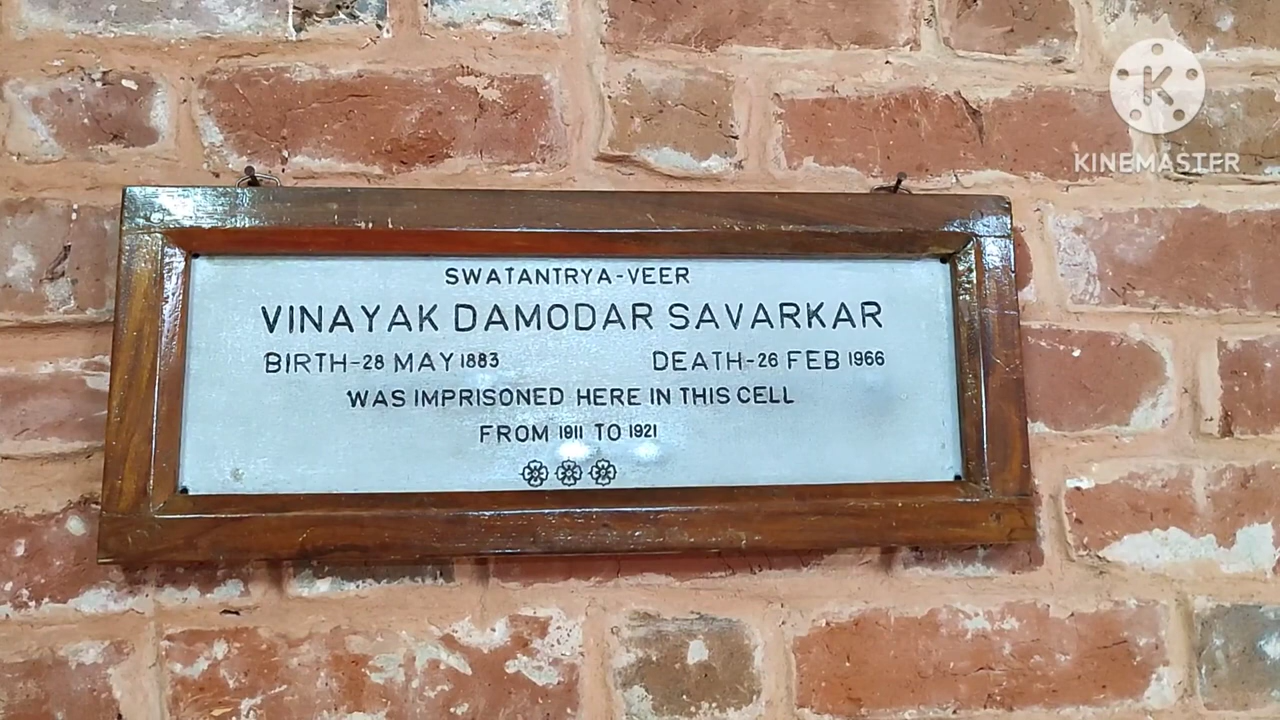 K
KINEMASTER
SWATANTRYA-VEER
VINAYAK DAMODAR SAVARKAR
BIRTH-28 MAY 1883 DEATH-26 FEB 1966
WAS IMPRISONED HERE IN THIS CELL
FROM 1911 TO 1921